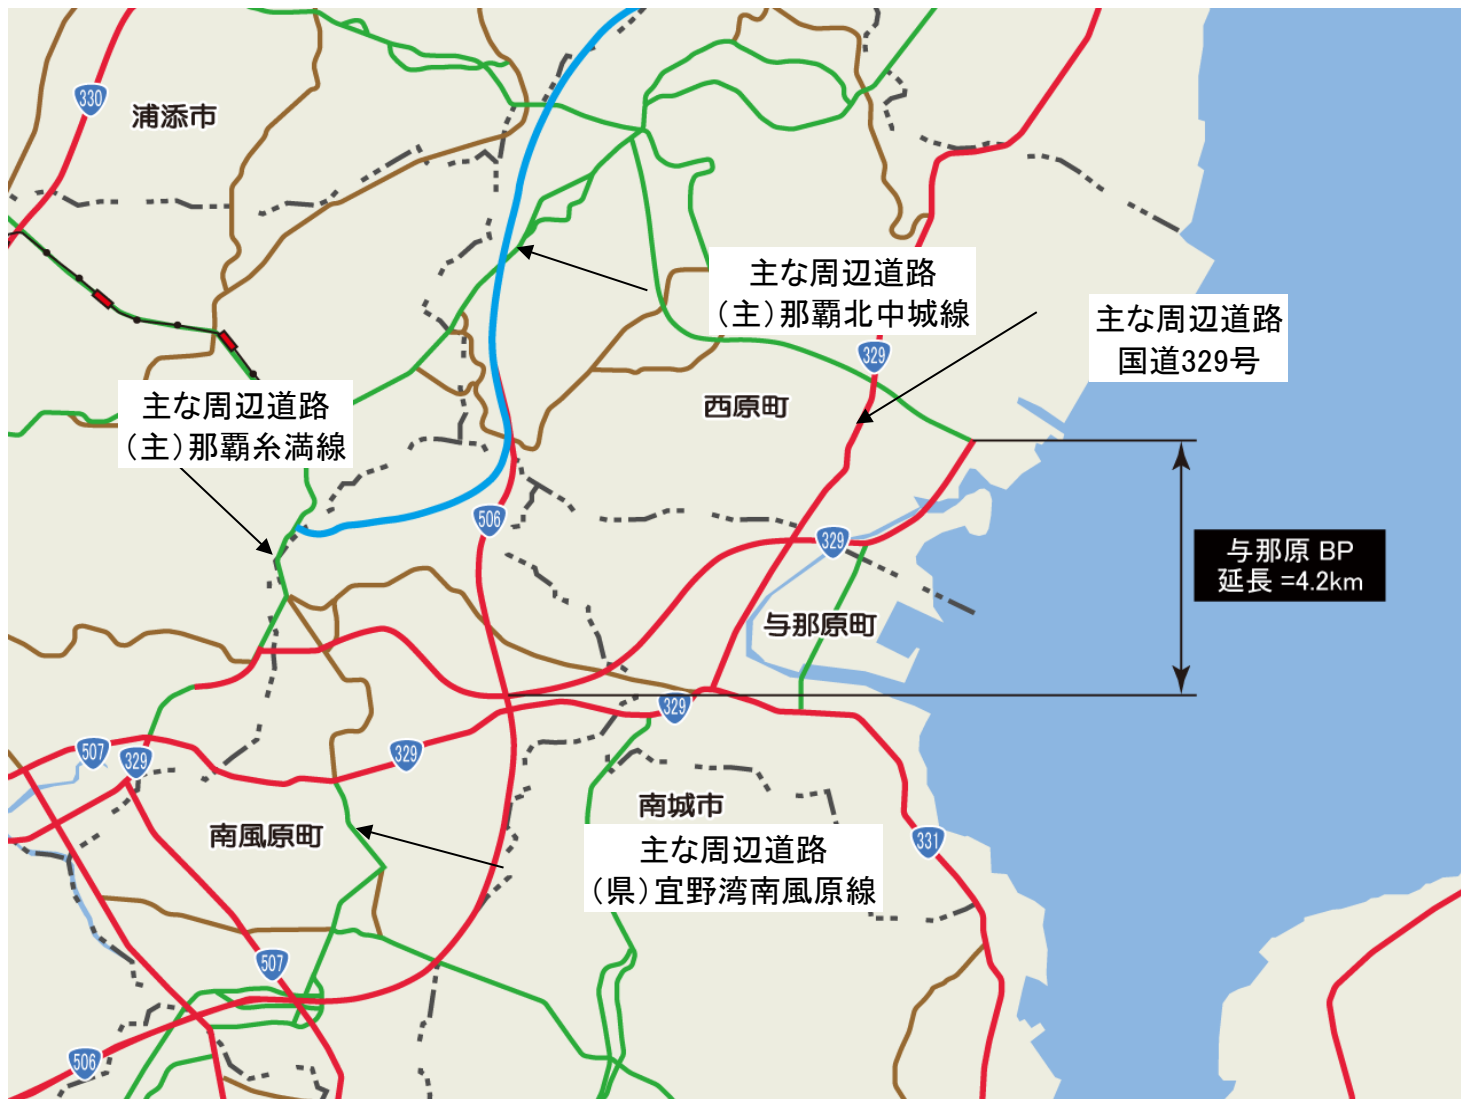 330
浦添市
主な周辺道路
（主）那覇北中城線
主な周辺道路
国道329号
329
主な周辺道路
（主）那覇糸満線
西原町
506
329
与那原 BP
延長 =4.2km
与那原町
329
507
329
329
南城市
南風原町
主な周辺道路
（県）宜野湾南風原線
331
507
506